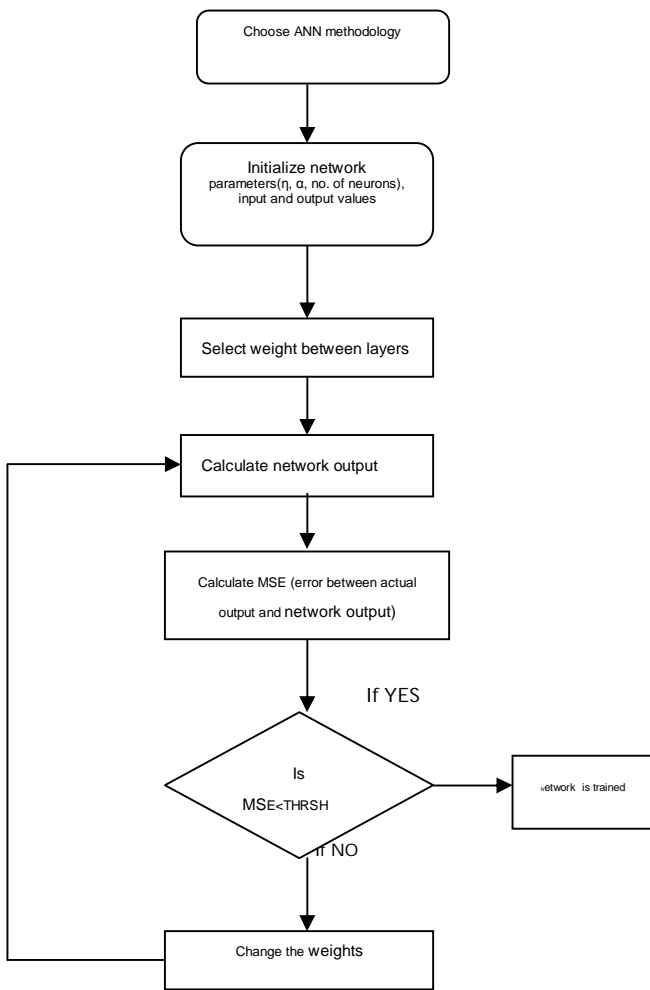 Choose ANN methodology
Initialize network
parameters(η, α, no. of neurons),
input and output values
Select weight between layers
Calculate network output
Calculate MSE (error between actual
output and network output)
If YES
Is
MSE<THRSH
Network is trained
If NO
Change the weights